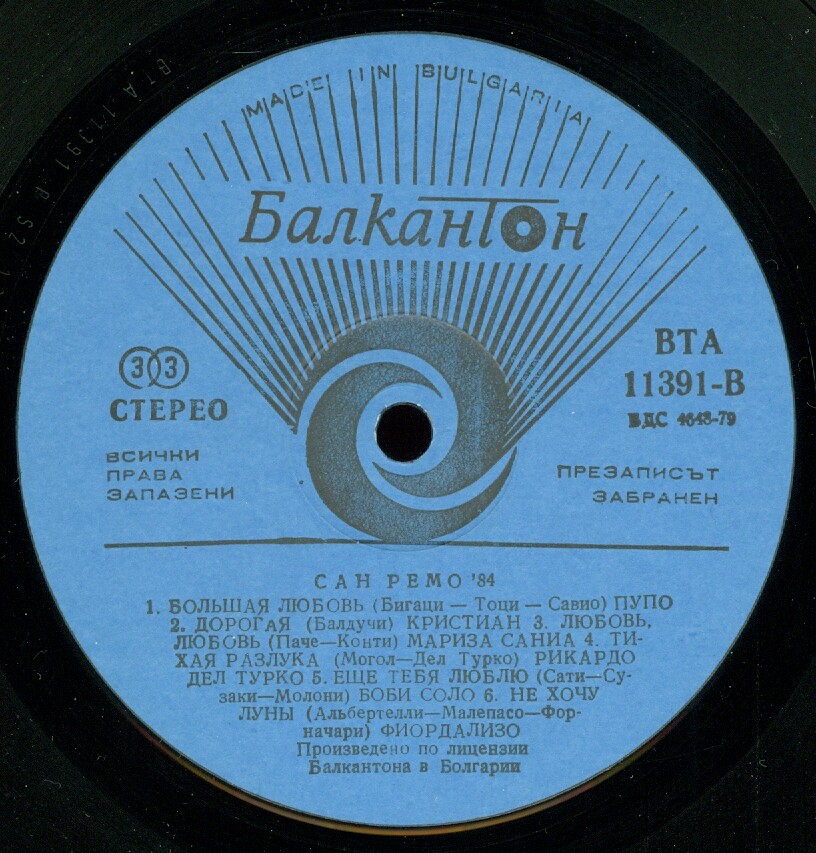 MADE IN BULGARIA
Балкантон
33
СТЕРЕО
ВСИЧКИ
ПРАВА
ЗАПАЗЕНИ
ВТА
11391-В
БДС 4648-79
ПРЕЗАПИСЪТ
ЗАБРАНЕН
САН РЕМО '84
1. БОЛЬШАЯ ЛЮБОВЬ (Бигаци — Тоци — Савио) ПУПО
2. ДОРОГАЯ (Балдучи) КРИСТИАН 3. ЛЮБОВЬ,
ЛЮБОВЬ (Паче—Конти) МАРИЗА САНИА 4. ТИ-
ХАЯ РАЗЛУКА (Могол—Дел Турко) РИКАРДО
ДЕЛ ТУРКО 5. ЕЩЕ ТЕБЯ ЛЮБЛЮ (Сати—Су-
заки—Молони) БОБИ СОЛО 6. НЕ ХОЧУ
ЛУНЫ (Альбертелли—Малепасо—Фор-
начари) ФИОРДАЛИЗО
Произведено по лицензии
Балкантона в Болгарии
ВТА 11391